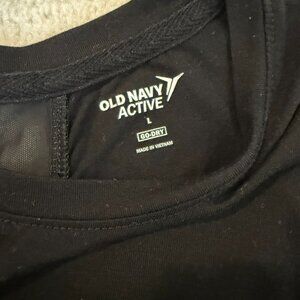 OLD NAVY
ACTIVE
L
GO-DRY
MADE IN VIETNAM